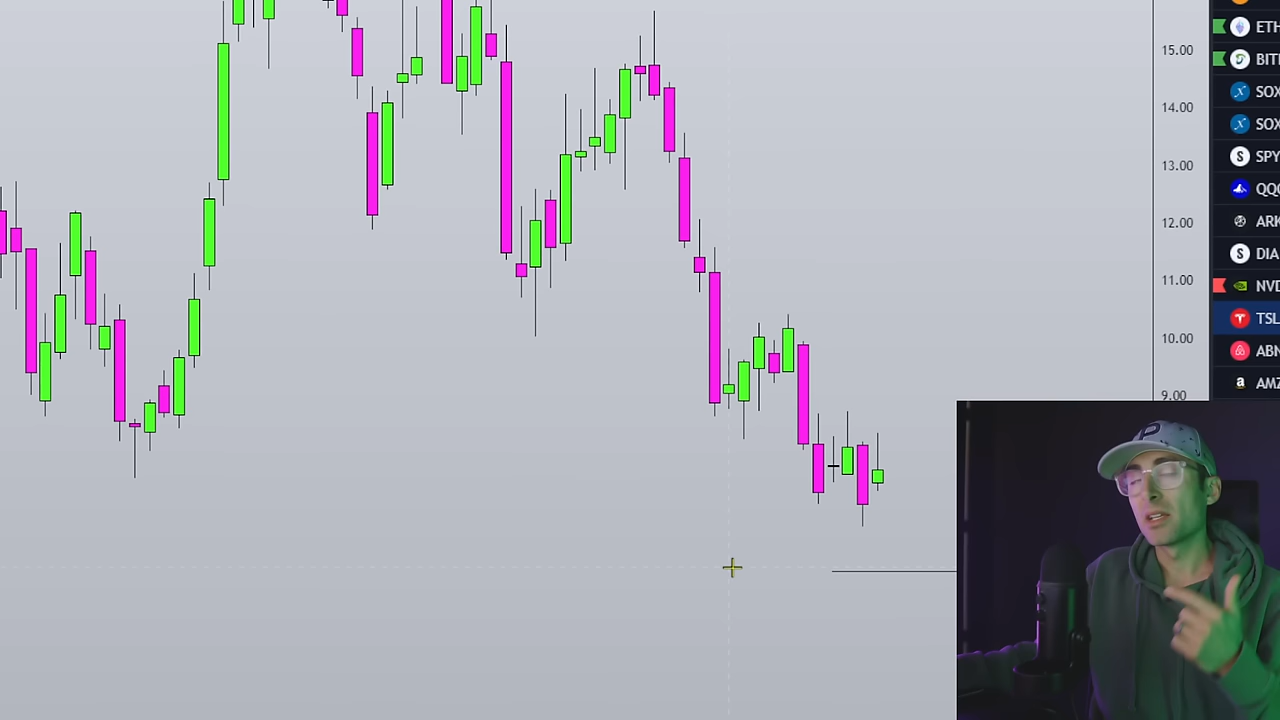 15.00
14.00
13.00
12.00
11.00
10.00
9.00
ETH
BIT
SOX
SOX
SPY
QQQ
ARK
DIA
NVD
TSL
ABN
AMZ
P